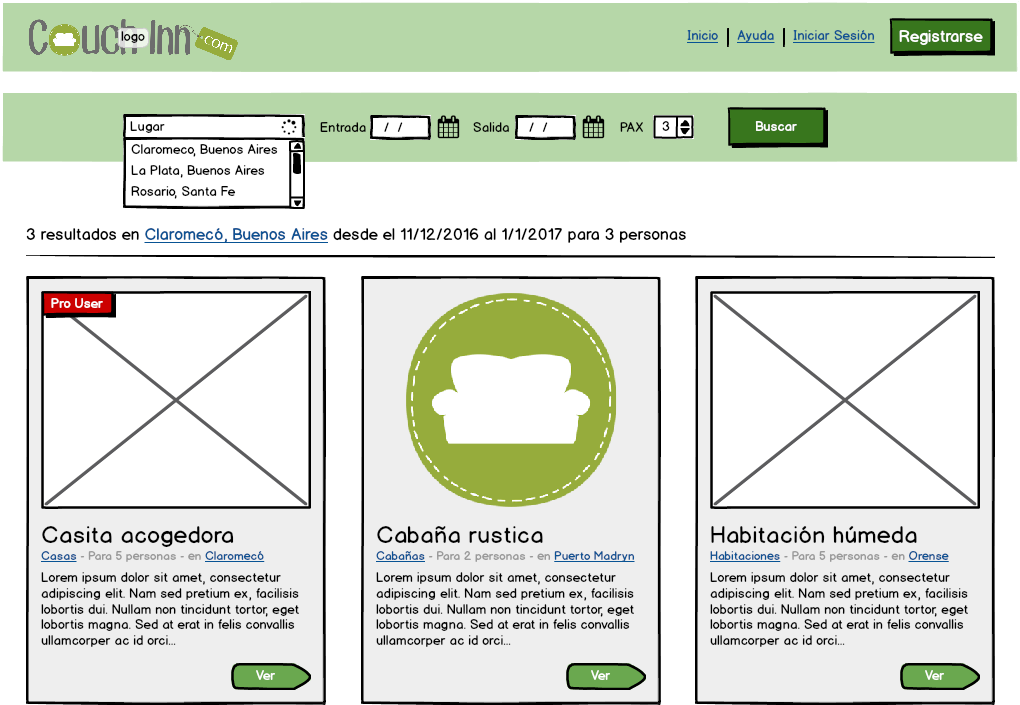 Couch Inn .com
logo
Inicio | Ayuda | Iniciar Sesión Registrarse
Lugar Entrada / / Salida / / PAX 3 Buscar
Claromeco, Buenos Aires
La Plata, Buenos Aires
Rosario, Santa Fe
3 resultados en Claromecó, Buenos Aires desde el 11/12/2016 al 1/1/2017 para 3 personas
Pro User
Casita acogedora
Casas - Para 5 personas - en Claromecó
Lorem ipsum dolor sit amet, consectetur
adipiscing elit. Nam sed pretium ex, facilisis
lobortis dui. Nullam non tincidunt tortor, eget
lobortis magna. Sed at erat in felis convallis
ullamcorper ac id orci...
Ver
Cabaña rustica
Cabañas - Para 2 personas - en Puerto Madryn
Lorem ipsum dolor sit amet, consectetur
adipiscing elit. Nam sed pretium ex, facilisis
lobortis dui. Nullam non tincidunt tortor, eget
lobortis magna. Sed at erat in felis convallis
ullamcorper ac id orci...
Ver
Habitación húmeda
Habitaciones - Para 5 personas - en Orense
Lorem ipsum dolor sit amet, consectetur
adipiscing elit. Nam sed pretium ex, facilisis
lobortis dui. Nullam non tincidunt tortor, eget
lobortis magna. Sed at erat in felis convallis
ullamcorper ac id orci...
Ver